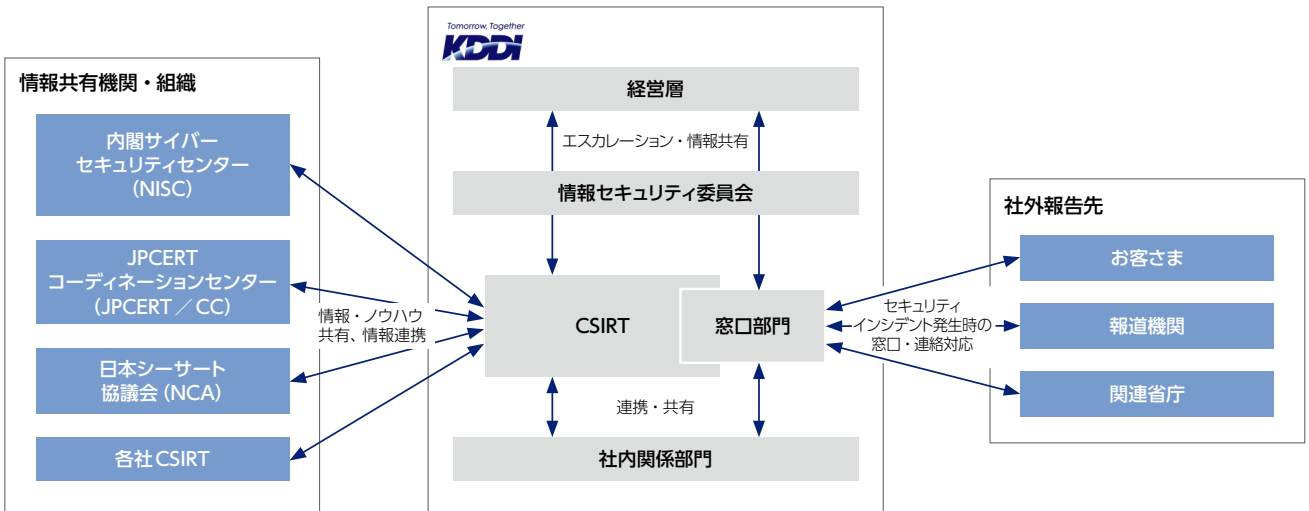 情報共有機関・組織
内閣サイバー
セキュリティセンター
(NISC)
JPCERT
コーディネーションセンター
(JPCERT／CC)
日本シーサート
協議会(NCA)
各社CSIRT
情報・ノウハウ
共有、情報連携
Tomorrow, Together
KDDI
経営層
エスカレーション・情報共有
情報セキュリティ委員会
CSIRT
窓口部門
連携・共有
社内関係部門
セキュリティ
インシデント発生時の
窓口・連絡対応
社外報告先
お客さま
報道機関
関連省庁